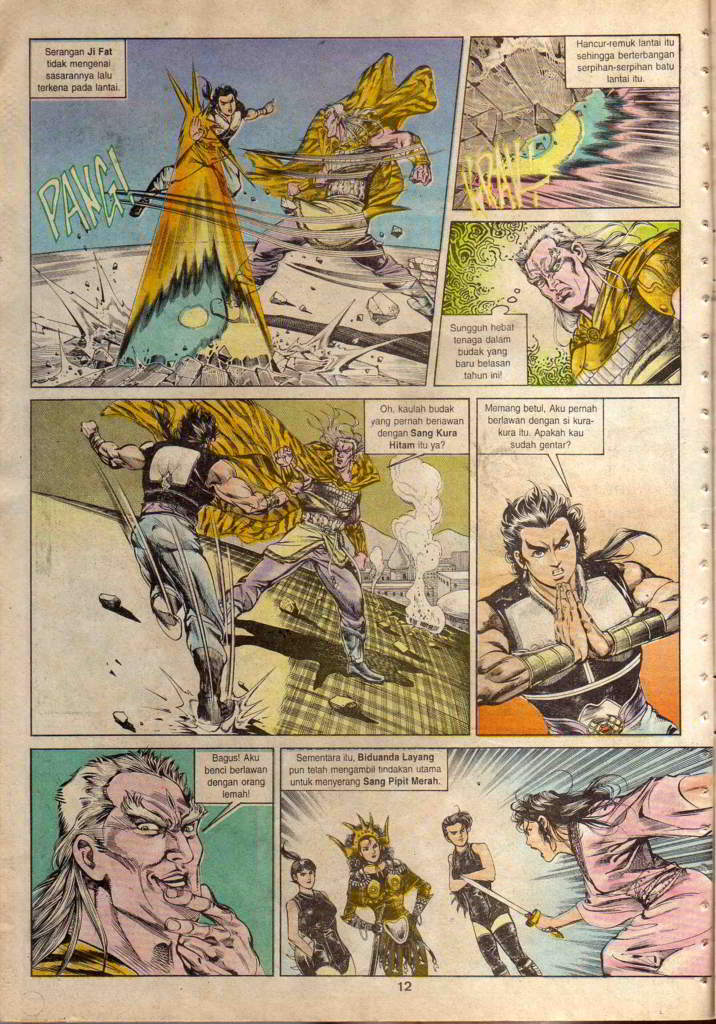 Serangan Ji Fat
tidak mengenai
sasarannya lalu
terkena pada lantai.
PANG!
Hancur-remuk lantai itu
sehingga berterbangan
serpihan-serpihan batu
lantai itu.
Sungguh hebat
tenaga dalam
budak yang
baru belasan
tahun ini!
Oh, kaulah budak
yang pernah berlawan
dengan Sang Kura
Hitam itu ya?
Memang betul, Aku pernah
berlawan dengan si kura-
kura itu. Apakah kau
sudah gentar?
Bagus! Aku
benci berlawan
dengan orang
lemah!
Sementara itu, Biduanda Layang
pun telah mengambil tindakan utama
untuk menyerang Sang Pipit Merah.
12